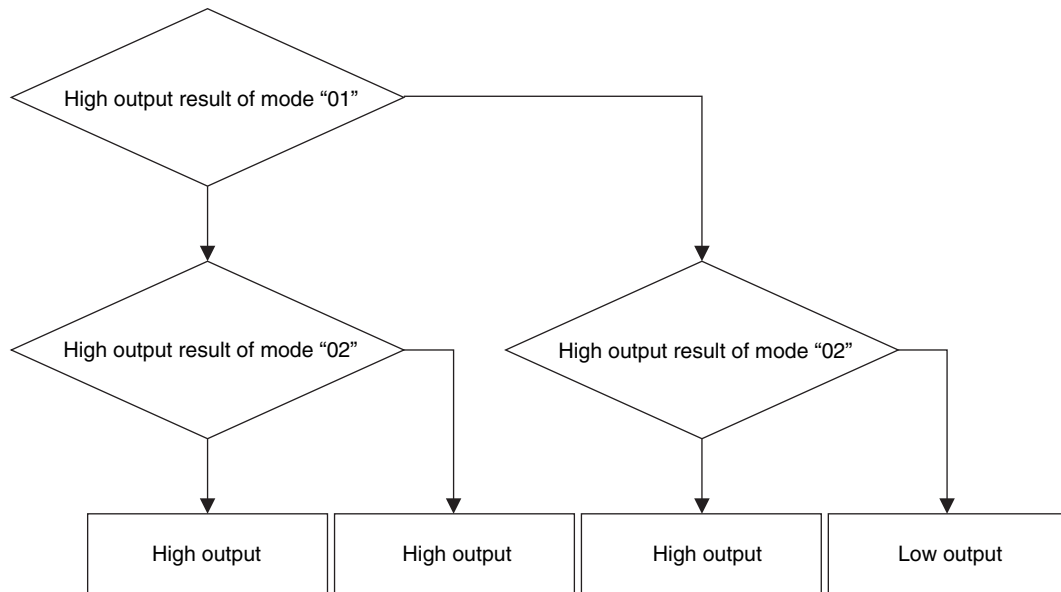 High output result of mode “01”
High output result of mode “02”
High output result of mode “02”
High output
High output
High output
Low output